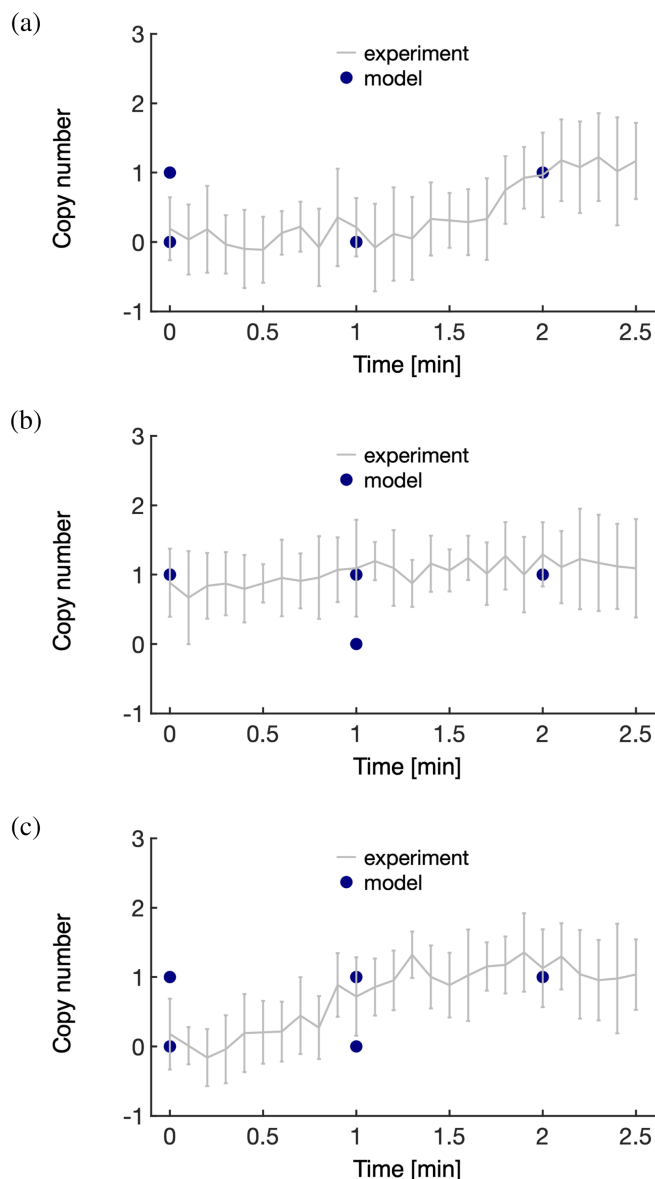 (a)
3
2
1
0
-1
Copy number
experiment
model
0 0.5 1 1.5 2 2.5
Time [min]
(b)
3
2
1
0
-1
Copy number
experiment
model
0 0.5 1 1.5 2 2.5
Time [min]
(c)
3
2
1
0
-1
Copy number
experiment
model
0 0.5 1 1.5 2 2.5
Time [min]